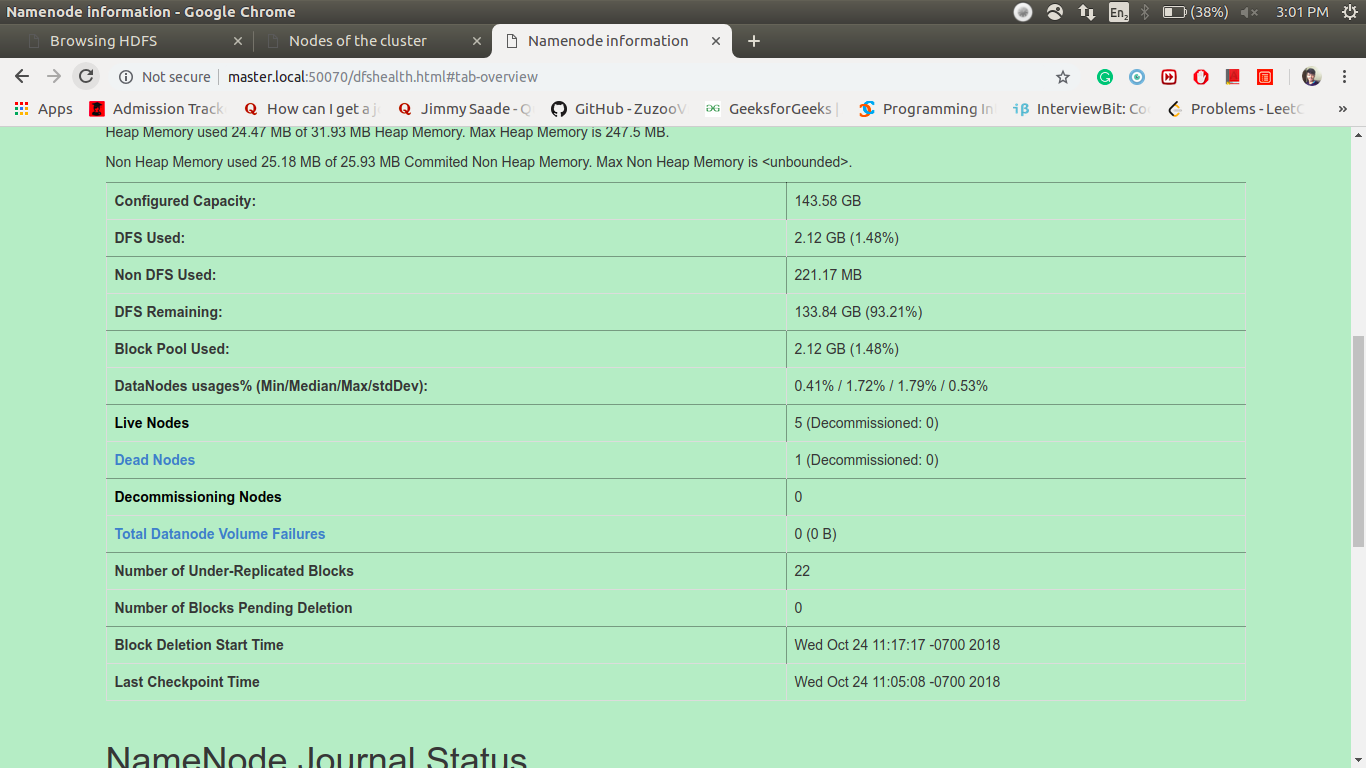 Namenode information - Google Chrome
En2 (38%) 3:01 PM
Browsing HDFS × Nodes of the cluster × Namenode information × +
Not secure master.local:50070/dfshealth.html#tab-overview
Apps Admission Track How can I get a j Jimmy Saade - Q GitHub - ZuzooV GeeksforGeeks | Programming In InterviewBit: Co Problems - LeetC »
Heap Memory used 24.47 MB of 31.93 MB Heap Memory. Max Heap Memory is 247.5 MB.
Non Heap Memory used 25.18 MB of 25.93 MB Commited Non Heap Memory. Max Non Heap Memory is <unbounded>.
Configured Capacity: 143.58 GB
DFS Used: 2.12 GB (1.48%)
Non DFS Used: 221.17 MB
DFS Remaining: 133.84 GB (93.21%)
Block Pool Used: 2.12 GB (1.48%)
DataNodes usages% (Min/Median/Max/stdDev): 0.41% / 1.72% / 1.79% / 0.53%
Live Nodes 5 (Decommissioned: 0)
Dead Nodes 1 (Decommissioned: 0)
Decommissioning Nodes 0
Total Datanode Volume Failures 0 (0 B)
Number of Under-Replicated Blocks 22
Number of Blocks Pending Deletion 0
Block Deletion Start Time Wed Oct 24 11:17:17 -0700 2018
Last Checkpoint Time Wed Oct 24 11:05:08 -0700 2018
NameNode Journal Status